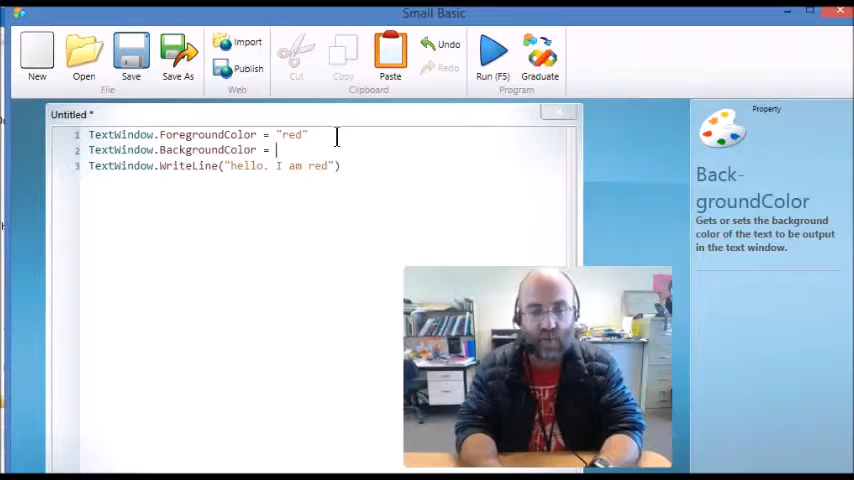 Small Basic
New
Open
Save
Save As
Import
Publish
Cut
Copy
Paste
Undo
Redo
Run (F5)
Graduate
File
Web
Clipboard
Program
Untitled *
1 TextWindow.ForegroundColor = "red"
2 TextWindow.BackgroundColor =
3 TextWindow.WriteLine("hello. I am red")
Property
Back-
groundColor
Gets or sets the background
color of the text to be output
in the text window.